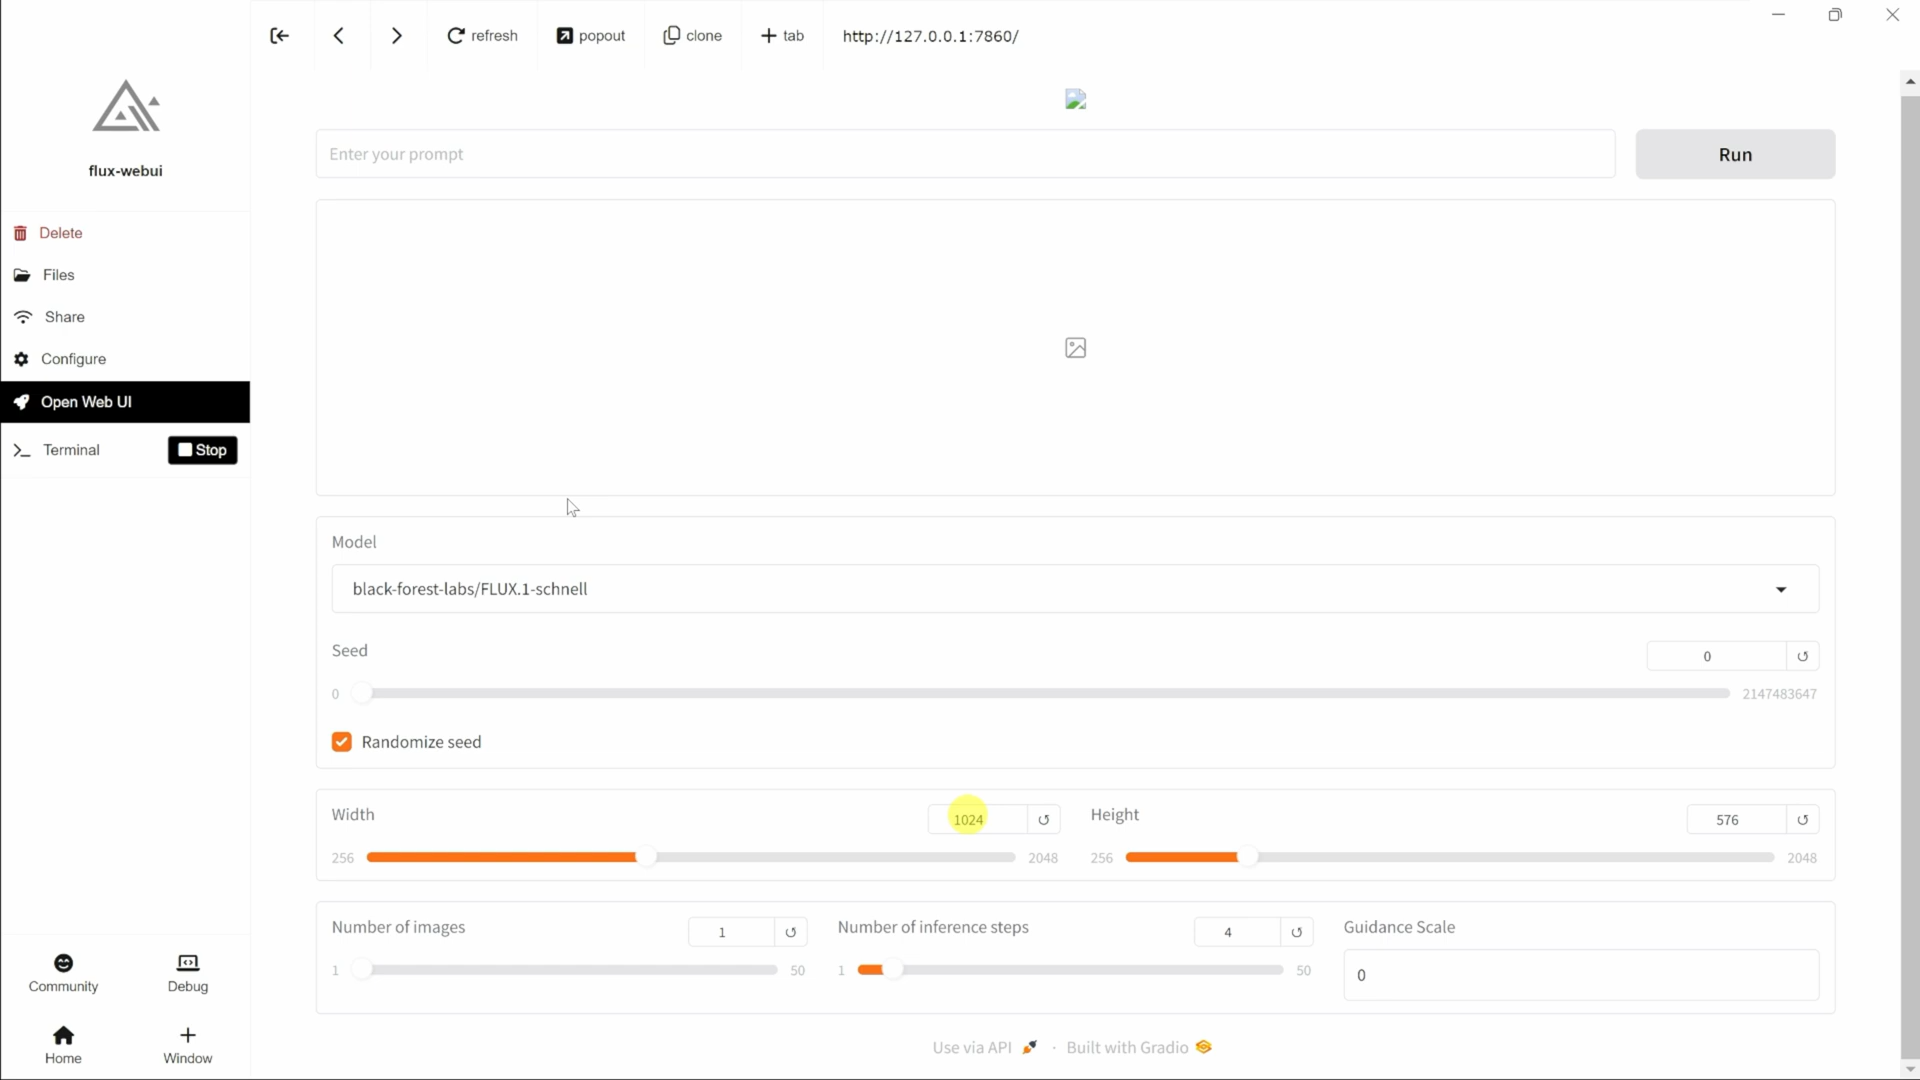 refresh
popout
clone
tab
http://127.0.0.1:7860/
flux-webui
Delete
Files
Share
Configure
Open Web UI
Terminal
Stop
Community
Debug
Home
Window
Enter your prompt
Run
Model
black-forest-labs/FLUX.1-schnell
Seed
0
0
2147483647
Randomize seed
Width
1024
256
2048
Height
576
256
2048
Number of images
1
1
50
Number of inference steps
4
1
50
Guidance Scale
0
Use via API · Built with Gradio